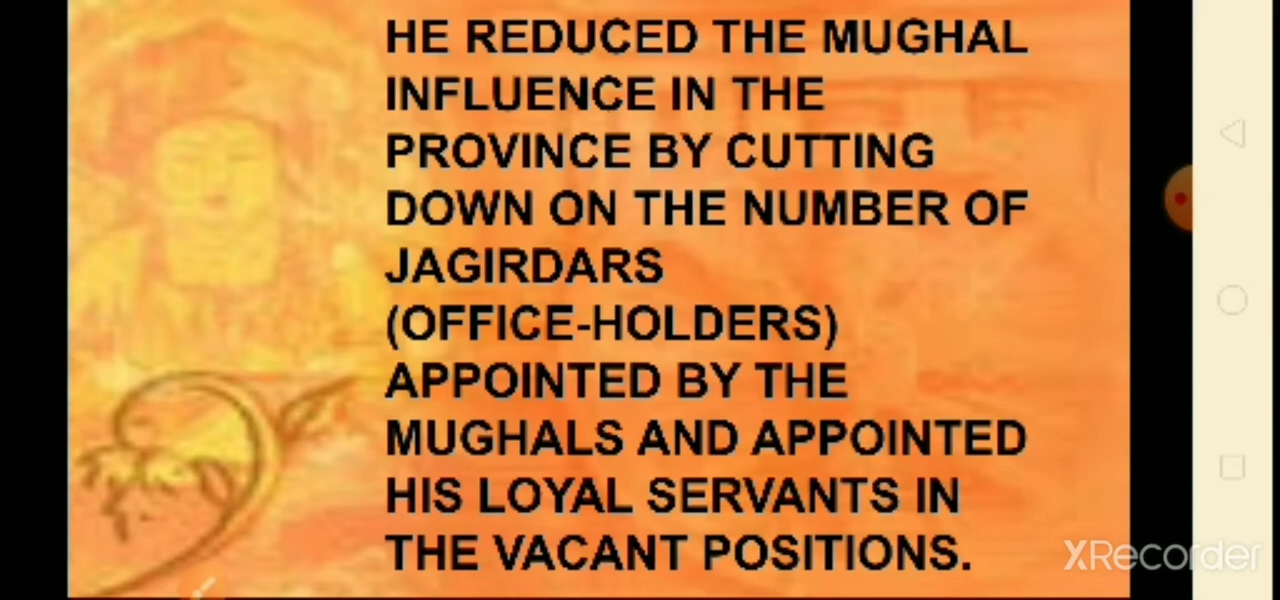 HE REDUCED THE MUGHAL
INFLUENCE IN THE
PROVINCE BY CUTTING
DOWN ON THE NUMBER OF
JAGIRDARS
(OFFICE-HOLDERS)
APPOINTED BY THE
MUGHALS AND APPOINTED
HIS LOYAL SERVANTS IN
THE VACANT POSITIONS.
XRecorder